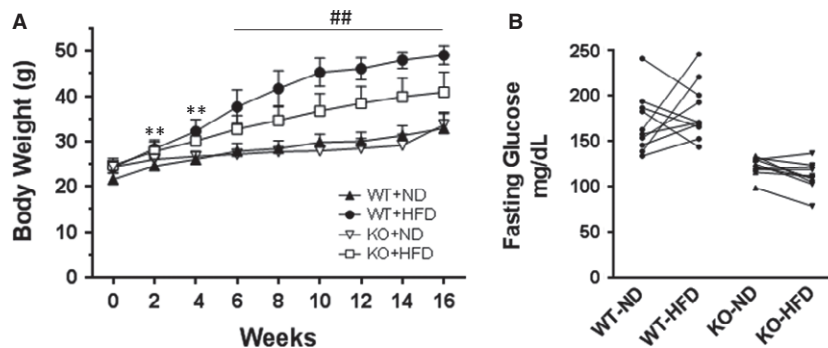 A
##
**
**
Body Weight (g)
50
40
30
20
10
0
WT+ND
WT+HFD
KO+ND
KO+HFD
0 2 4 6 8 10 12 14 16
Weeks
B
Fasting Glucose
mg/dL
250
200
150
100
50
0
WT-ND
WT-HFD
KO-ND
KO-HFD